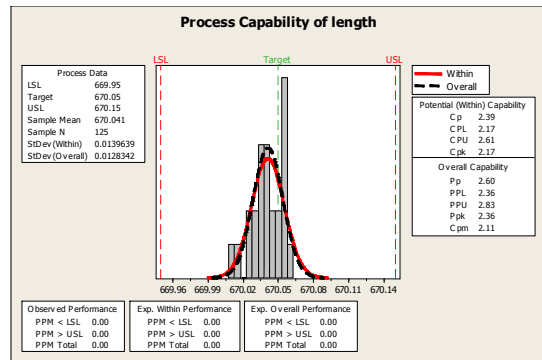 Process Capability of length
LSL Target USL
Process Data
LSL 669.95
Target 670.05
USL 670.15
Sample Mean 670.041
Sample N 125
StDev(Within) 0.0139639
StDev(Overall) 0.0128342
Within
Overall
Potential (Within) Capability
Cp 2.39
CPL 2.17
CPU 2.61
Cpk 2.17
Overall Capability
Pp 2.60
PPL 2.36
PPU 2.83
Ppk 2.36
Cpm 2.11
669.96 669.99 670.02 670.05 670.08 670.11 670.14
Observed Performance
PPM < LSL 0.00
PPM > USL 0.00
PPM Total 0.00
Exp. Within Performance
PPM < LSL 0.00
PPM > USL 0.00
PPM Total 0.00
Exp. Overall Performance
PPM < LSL 0.00
PPM > USL 0.00
PPM Total 0.00